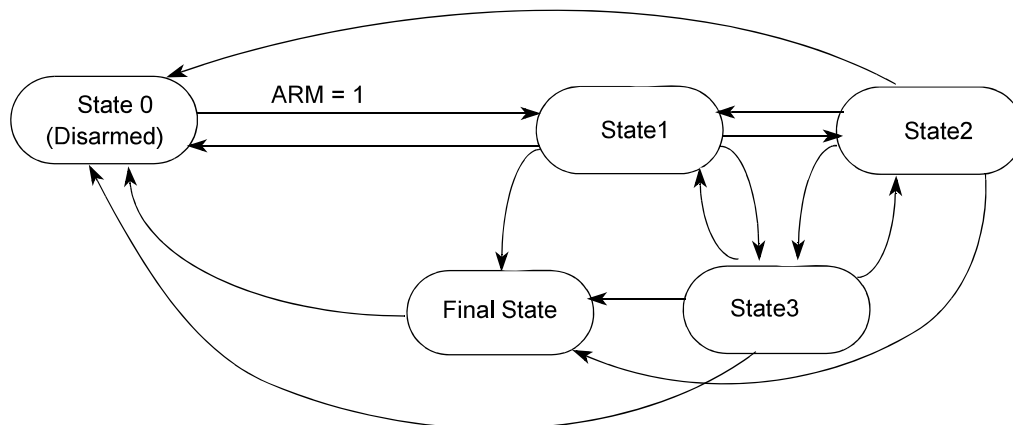 State 0
(Disarmed)
ARM = 1
State1
State2
Final State
State3